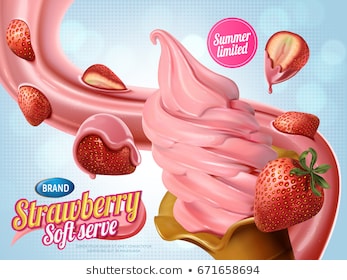 Summer
limited
BRAND
Strawberry
Soft serve
shutterstock.com • 671658694